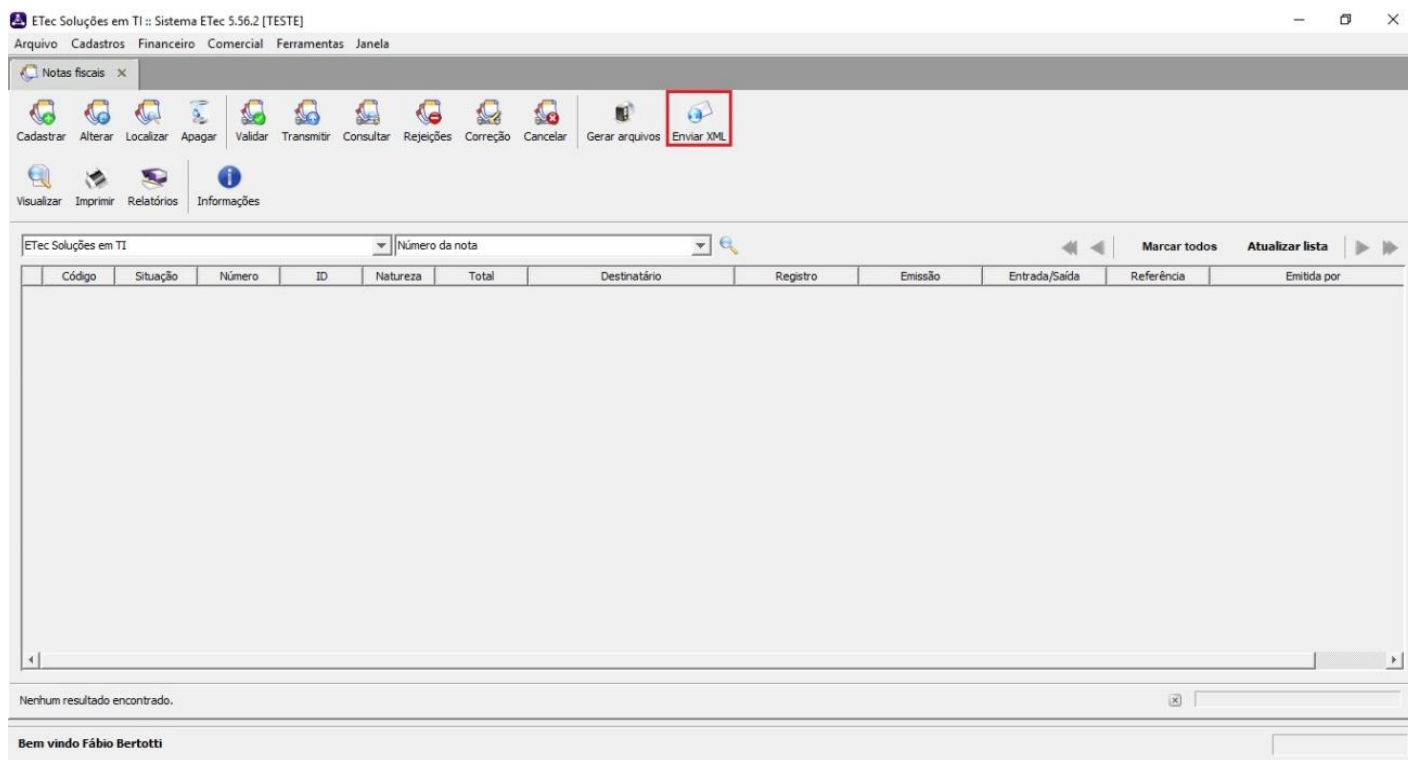 ETec Soluções em TI :: Sistema ETec 5.56.2 [TESTE]
Arquivo Cadastros Financeiro Comercial Ferramentas Janela
Notas fiscais
Cadastrar Alterar Localizar Apagar Validar Transmitir Consultar Rejeições Correção Cancelar Gerar arquivos Enviar XML
Visualizar Imprimir Relatórios Informações
ETec Soluções em TI Número da nota Marcar todos Atualizar lista
Código Situação Número ID Natureza Total Destinatário Registro Emissão Entrada/Saída Referência Emitida por
Nenhum resultado encontrado.
Bem vindo Fábio Bertotti